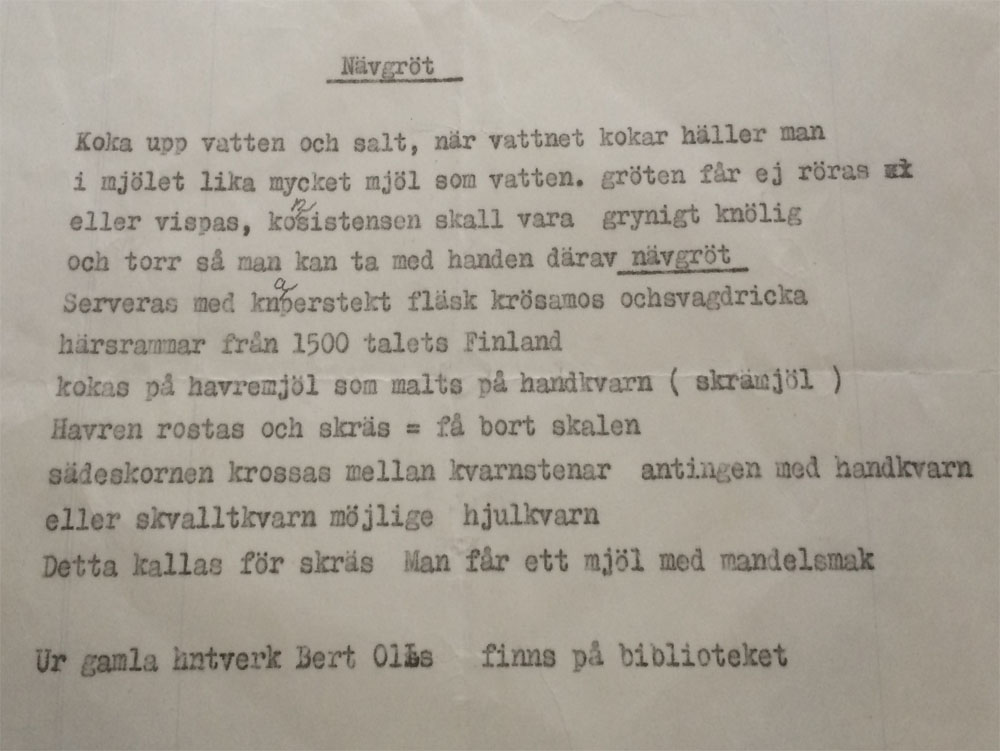 Nävgröt
Koka upp vatten och salt, när vattnet kokar häller man
i mjölet lika mycket mjöl som vatten. gröten får ej röras
eller vispas, konsistensen skall vara grynigt knölig
och torr så man kan ta med handen därav nävgröt
Serveras med knaperstekt fläsk krösamos ochsvagdricka
härsrammar från 1500 talets Finland
kokas på havremjöl som malts på handkvarn ( skrämjöl )
Havren rostas och skräs = få bort skalen
sädeskornen krossas mellan kvarnstenar antingen med handkvarn
eller skvalltkvarn möjlige hjulkvarn
Detta kallas för skräs Man får ett mjöl med mandelsmak
Ur gamla hntverk Bert Olls finns på biblioteket